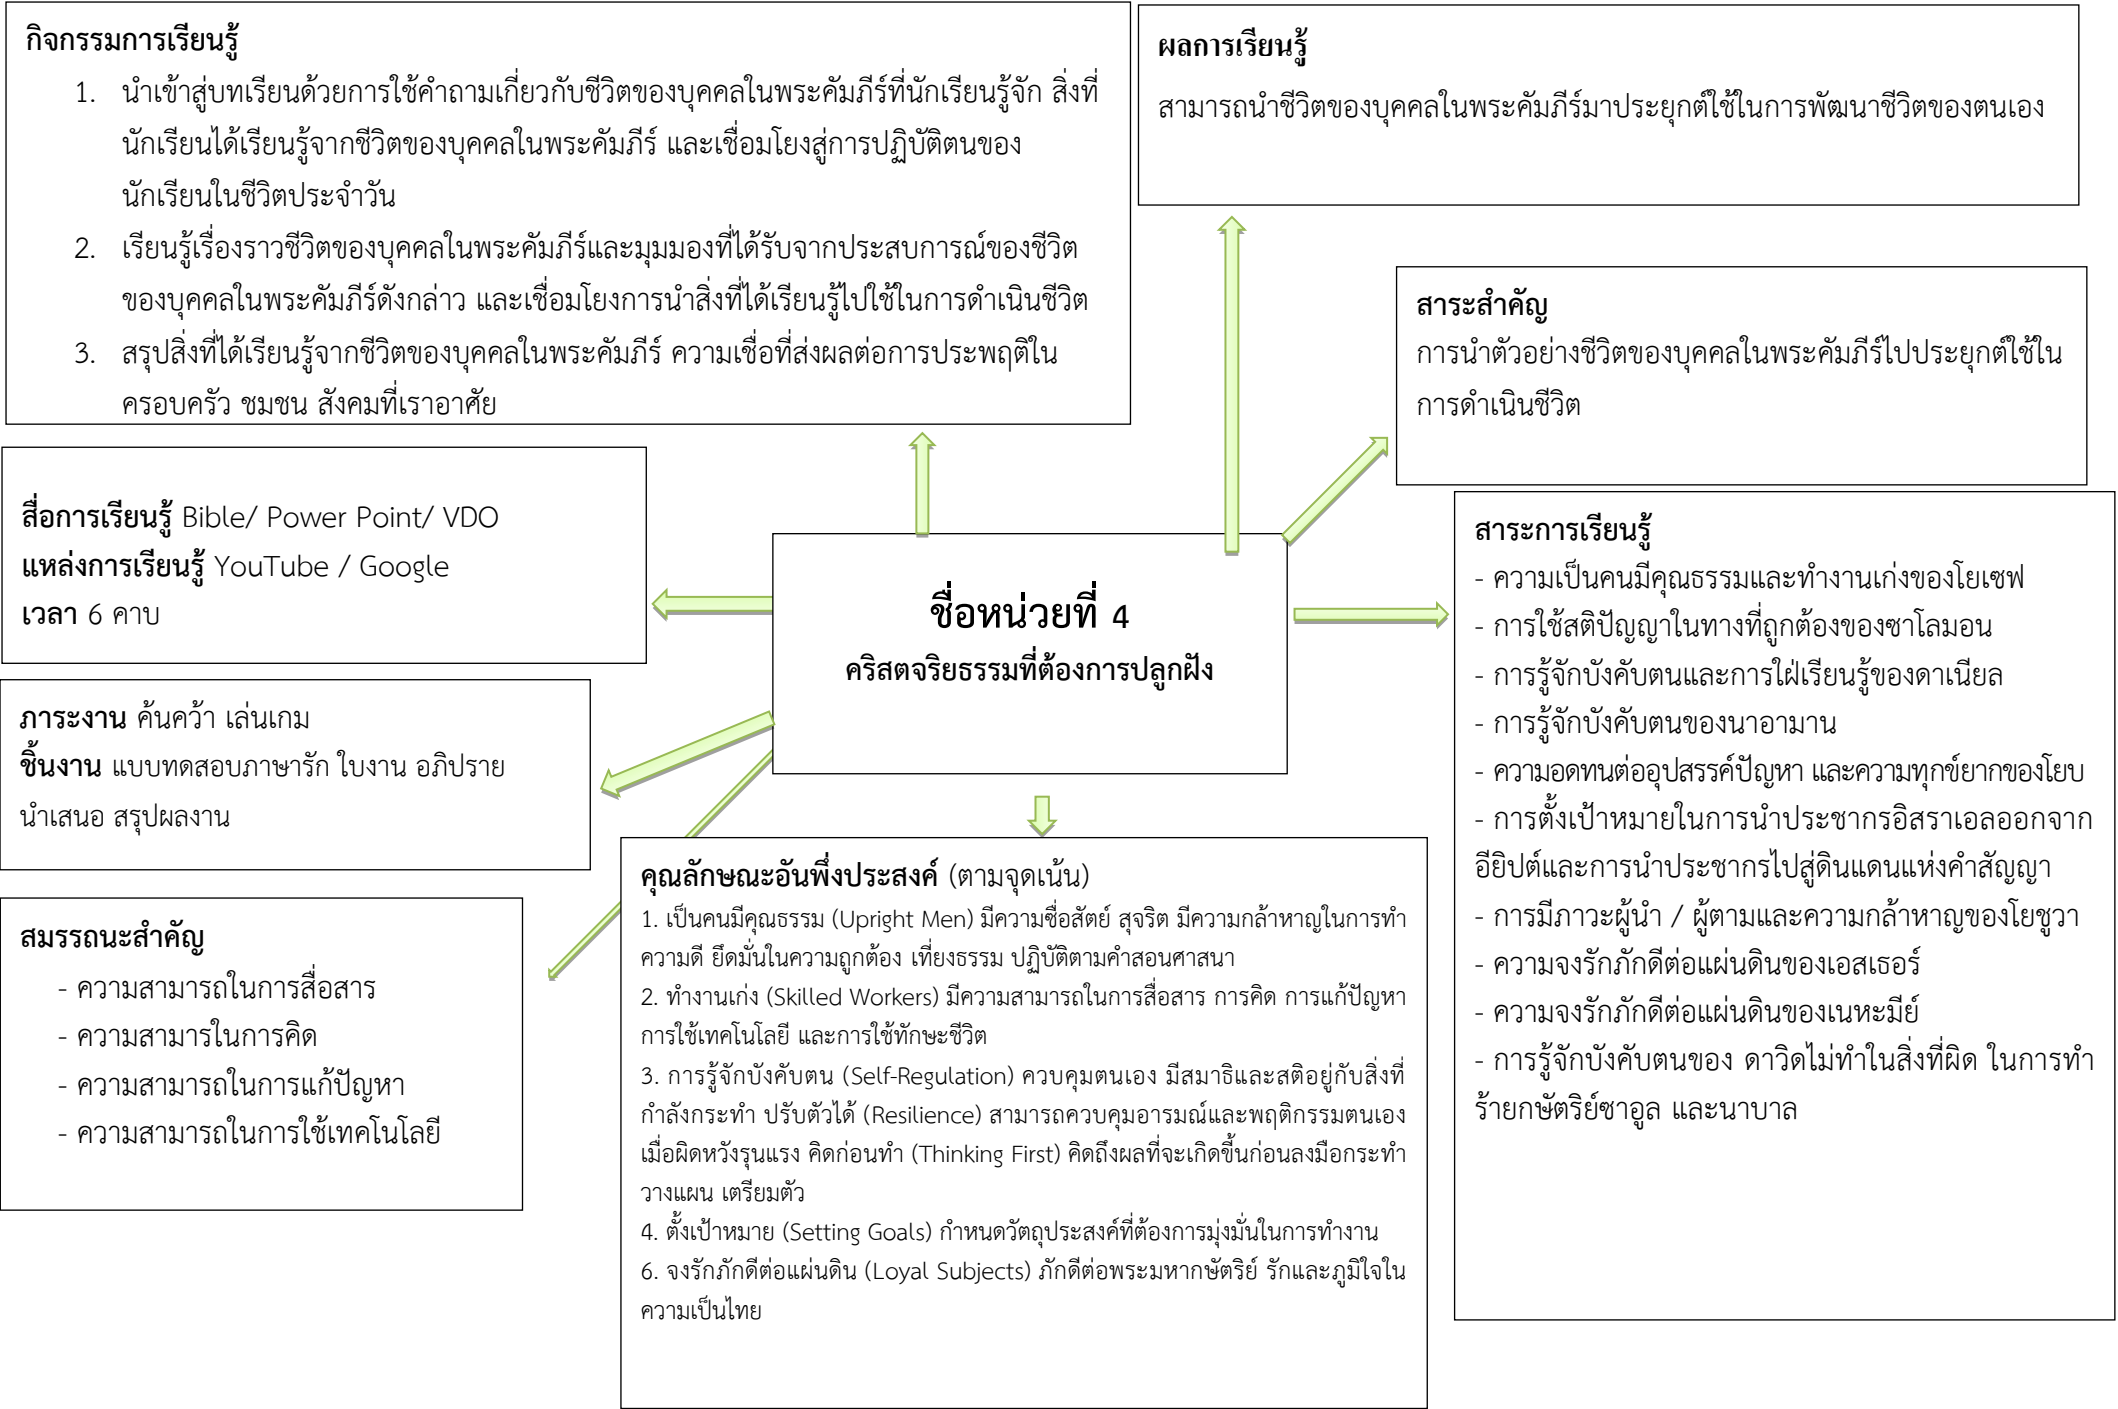 กิจกรรมการเรียนรู้
1. นำเข้าสู่บทเรียนด้วยการใช้คำถามเกี่ยวกับชีวิตของบุคคลในพระคัมภีร์ที่นักเรียนรู้จัก สิ่งที่
นักเรียนได้เรียนรู้จากชีวิตของบุคคลในพระคัมภีร์ และเชื่อมโยงสู่การปฏิบัติตนของ
นักเรียนในชีวิตประจำวัน
2. เรียนรู้เรื่องราวชีวิตของบุคคลในพระคัมภีร์และมุมมองที่ได้รับจากประสบการณ์ของชีวิต
ของบุคคลในพระคัมภีร์ดังกล่าว และเชื่อมโยงการนำสิ่งที่ได้เรียนรู้ไปใช้ในการดำเนินชีวิต
3. สรุปสิ่งที่ได้เรียนรู้จากชีวิตของบุคคลในพระคัมภีร์ ความเชื่อที่ส่งผลต่อการประพฤติใน
ครอบครัว ชมชน สังคมที่เราอาศัย
ผลการเรียนรู้
สามารถนำชีวิตของบุคคลในพระคัมภีร์มาประยุกต์ใช้ในการพัฒนาชีวิตของตนเอง
สาระสำคัญ
การนำตัวอย่างชีวิตของบุคคลในพระคัมภีร์ไปประยุกต์ใช้ใน
การดำเนินชีวิต
สื่อการเรียนรู้ Bible/ Power Point/ VDO
แหล่งการเรียนรู้ YouTube / Google
เวลา 6 คาบ
ชื่อหน่วยที่ 4
คริสตจริยธรรมที่ต้องการปลูกฝัง
สาระการเรียนรู้
- ความเป็นคนมีคุณธรรมและทำงานเก่งของโยเซฟ
- การใช้สติปัญญาในทางที่ถูกต้องของซาโลมอน
- การรู้จักบังคับตนและการใฝ่เรียนรู้ของดาเนียล
- การรู้จักบังคับตนของนาอามาน
- ความอดทนต่ออุปสรรค์ปัญหา และความทุกข์ยากของโยบ
- การตั้งเป้าหมายในการนำประชากรอิสราเอลออกจาก
อียิปต์และการนำประชากรไปสู่ดินแดนแห่งคำสัญญา
- การมีภาวะผู้นำ / ผู้ตามและความกล้าหาญของโยชูวา
- ความจงรักภักดีต่อแผ่นดินของเอสเธอร์
- ความจงรักภักดีต่อแผ่นดินของเนหะมีย์
- การรู้จักบังคับตนของ ดาวิดไม่ทำในสิ่งที่ผิด ในการทำ
ร้ายกษัตริย์ซาอูล และนาบาล
ภาระงาน ค้นคว้า เล่นเกม
ชิ้นงาน แบบทดสอบภาษารัก ใบงาน อภิปราย
นำเสนอ สรุปผลงาน
สมรรถนะสำคัญ
- ความสามารถในการสื่อสาร
- ความสามารในการคิด
- ความสามารถในการแก้ปัญหา
- ความสามารถในการใช้เทคโนโลยี
คุณลักษณะอันพึ่งประสงค์ (ตามจุดเน้น)
1. เป็นคนมีคุณธรรม (Upright Men) มีความซื่อสัตย์ สุจริต มีความกล้าหาญในการทำ
ความดี ยึดมั่นในความถูกต้อง เที่ยงธรรม ปฏิบัติตามคำสอนศาสนา
2. ทำงานเก่ง (Skilled Workers) มีความสามารถในการสื่อสาร การคิด การแก้ปัญหา
การใช้เทคโนโลยี และการใช้ทักษะชีวิต
3. การรู้จักบังคับตน (Self-Regulation) ควบคุมตนเอง มีสมาธิและสติอยู่กับสิ่งที่
กำลังกระทำ ปรับตัวได้ (Resilience) สามารถควบคุมอารมณ์และพฤติกรรมตนเอง
เมื่อผิดหวังรุนแรง คิดก่อนทำ (Thinking First) คิดถึงผลที่จะเกิดขึ้นก่อนลงมือกระทำ
วางแผน เตรียมตัว
4. ตั้งเป้าหมาย (Setting Goals) กำหนดวัตถุประสงค์ที่ต้องการมุ่งมั่นในการทำงาน
6. จงรักภักดีต่อแผ่นดิน (Loyal Subjects) ภักดีต่อพระมหากษัตริย์ รักและภูมิใจใน
ความเป็นไทย